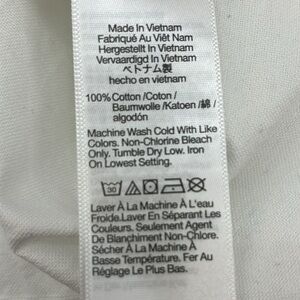 Made In Vietnam
Fabriqué Au Viêt Nam
Hergestellt In Vietnam
Vervaardigd In Vietnam
ベトナム製
hecho en vietnam
100% Cotton /Coton /
Baumwolle /Katoen /綿 /
algodón
Machine Wash Cold With Like
Colors. Non-Chlorine Bleach
Only. Tumble Dry Low. Iron
On Lowest Setting.
30
Laver À La Machine À L'eau
Froide.Laver En Séparant Les
Couleurs. Seulement Agent
De Blanchiment Non-Chlore.
Sécher À La Machine À
Basse Température. Fer Au
Réglage Le Plus Bas.